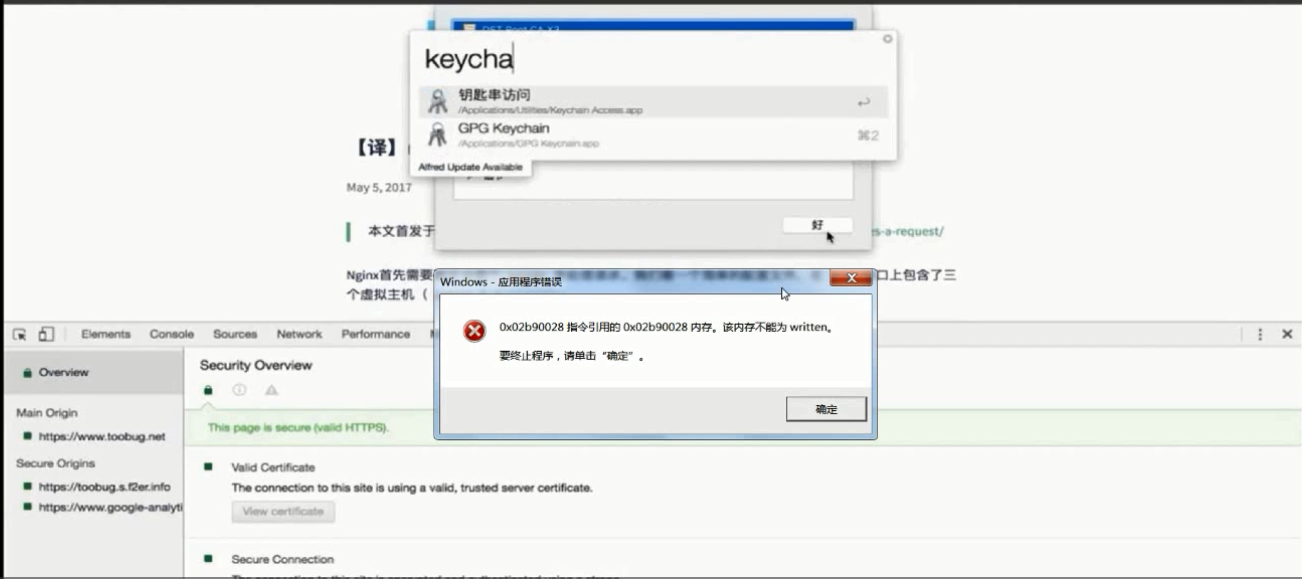 DST Root CA X3
keycha
钥匙串访问
/Applications/Utilities/Keychain Access.app
GPG Keychain
/Applications/GPG Keychain.app
⌘2
Alfred Update Available
【译】
May 5, 2017
好
本文首发于
es-a-request/
Nginx首先需要
口上包含了三
个虚拟主机（
Windows - 应用程序错误
0x02b90028 指令引用的 0x02b90028 内存。该内存不能为 written。
要终止程序，请单击“确定”。
确定
Elements Console Sources Network Performance
Overview
Main Origin
https://www.toobug.net
Secure Origins
https://toobug.s.f2er.info
https://www.google-analyti
Security Overview
This page is secure (valid HTTPS).
Valid Certificate
The connection to this site is using a valid, trusted server certificate.
View certificate
Secure Connection